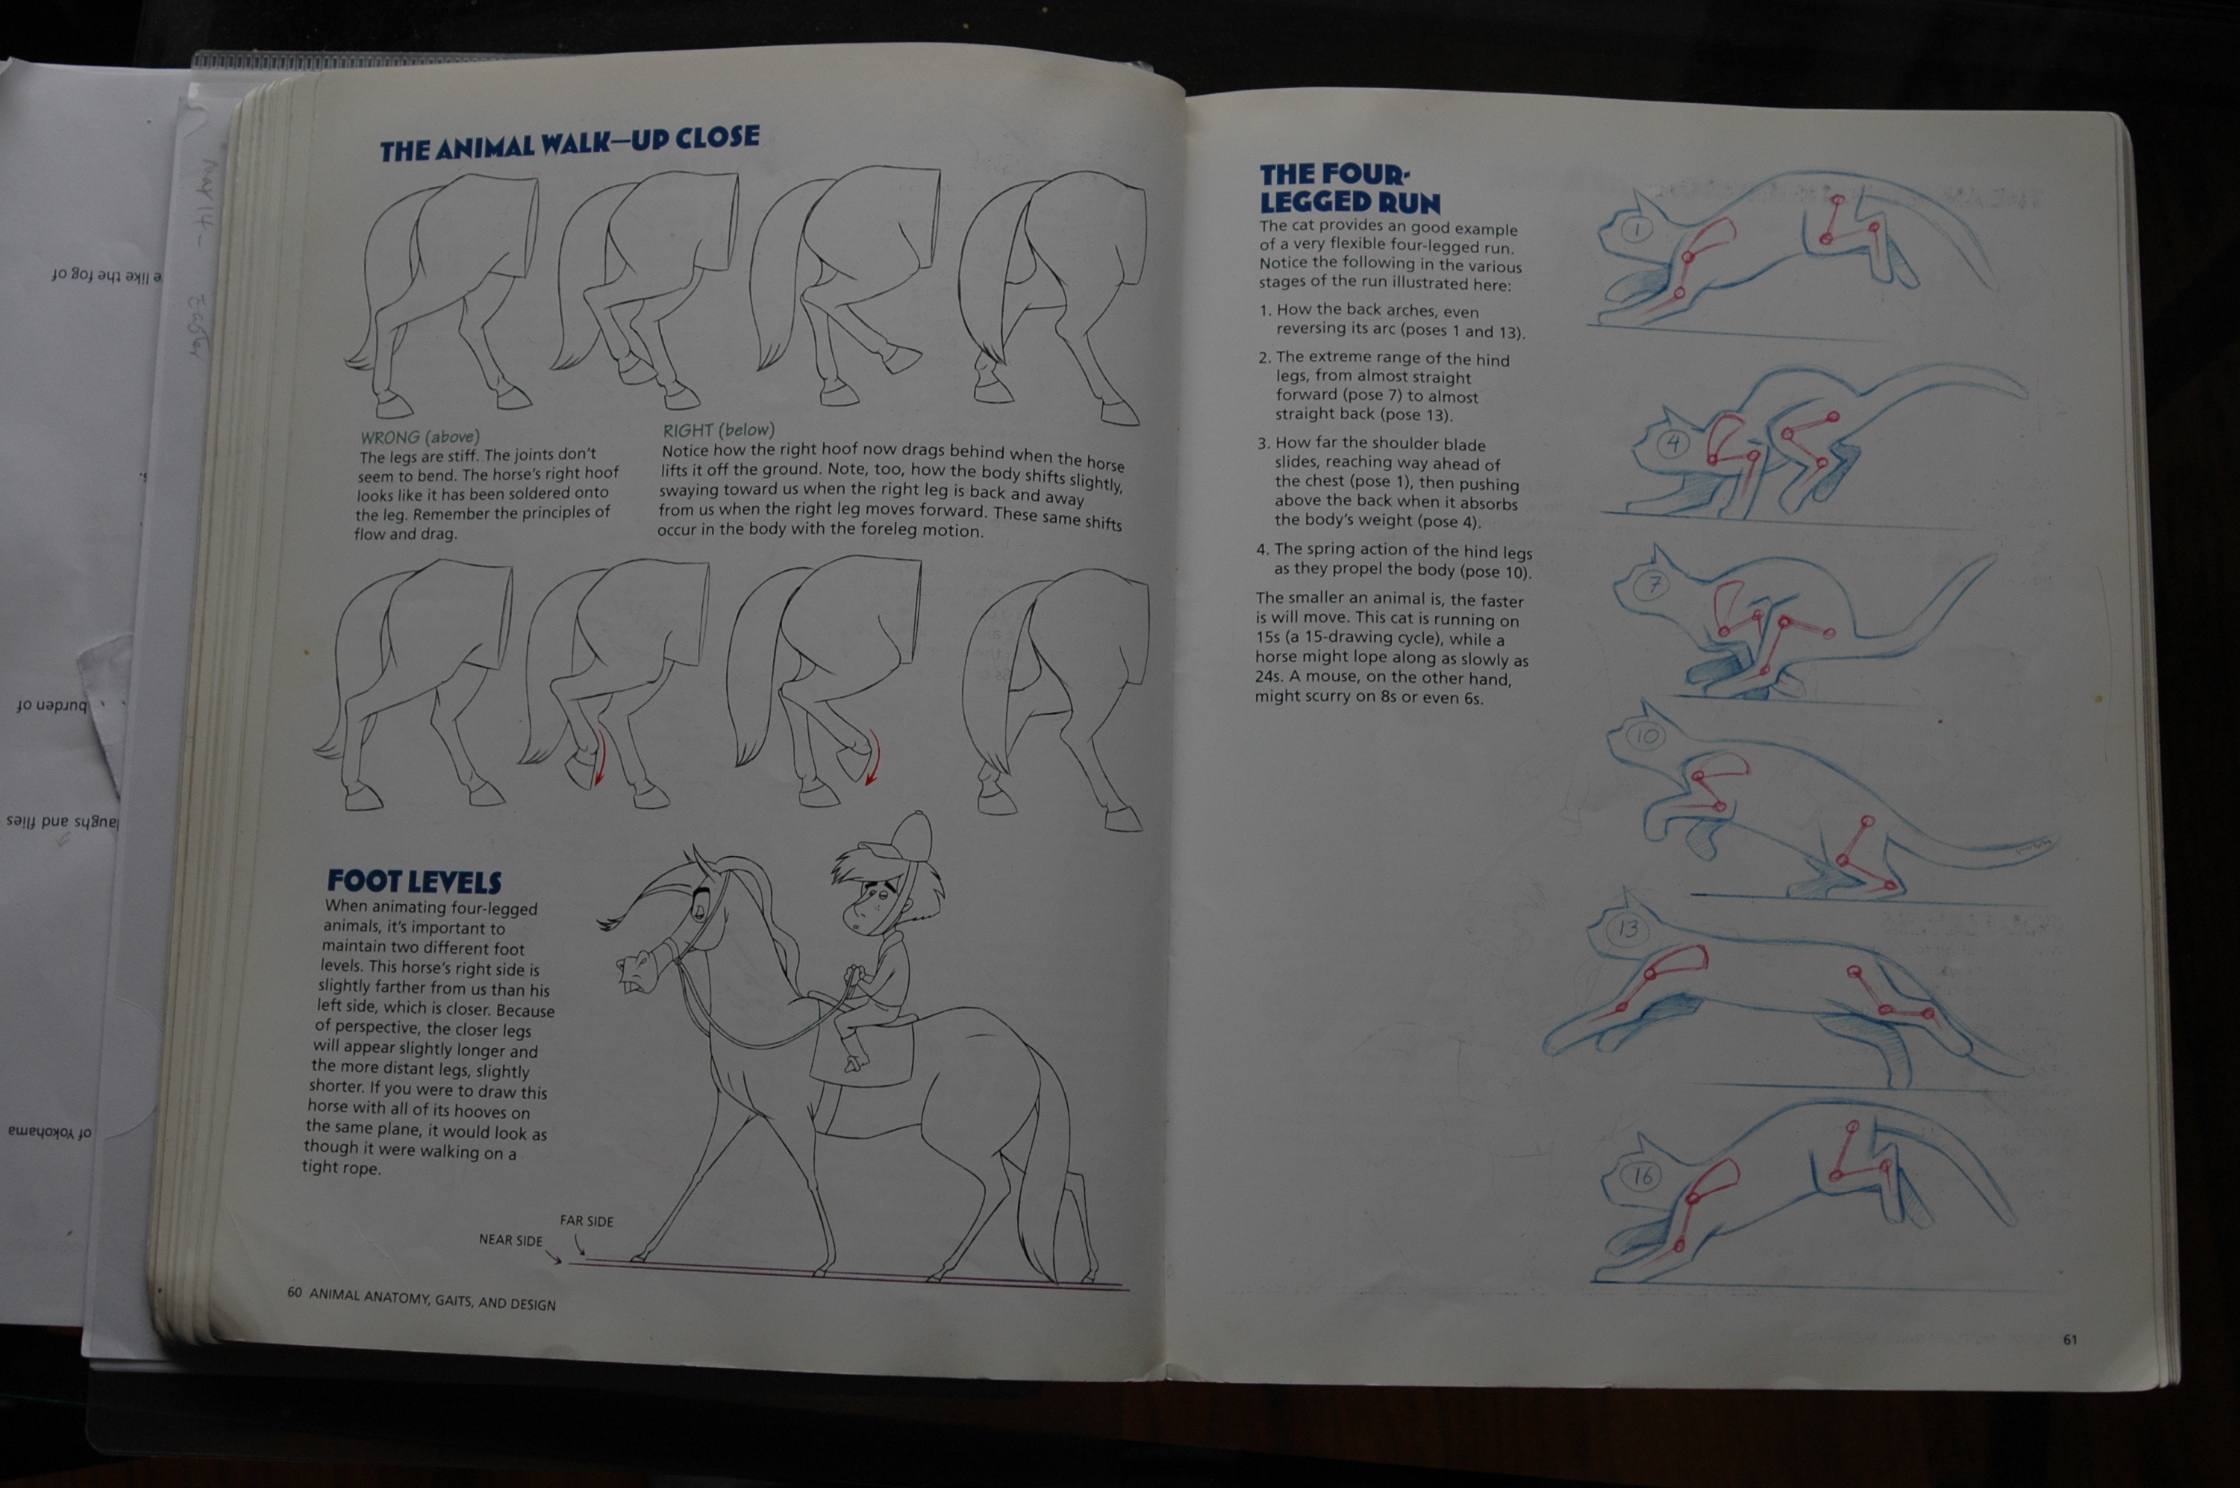 THE ANIMAL WALK—UP CLOSE
WRONG (above)
The legs are stiff. The joints don't
seem to bend. The horse's right hoof
looks like it has been soldered onto
the leg. Remember the principles of
flow and drag.
RIGHT (below)
Notice how the right hoof now drags behind when the horse
lifts it off the ground. Note, too, how the body shifts slightly,
swaying toward us when the right leg is back and away
from us when the right leg moves forward. These same shifts
occur in the body with the foreleg motion.
FOOT LEVELS
When animating four-legged
animals, it's important to
maintain two different foot
levels. This horse's right side is
slightly farther from us than his
left side, which is closer. Because
of perspective, the closer legs
will appear slightly longer and
the more distant legs, slightly
shorter. If you were to draw this
horse with all of its hooves on
the same plane, it would look as
though it were walking on a
tight rope.
FAR SIDE
NEAR SIDE
60 ANIMAL ANATOMY, GAITS, AND DESIGN
THE FOUR-
LEGGED RUN
The cat provides an good example
of a very flexible four-legged run.
Notice the following in the various
stages of the run illustrated here:
1. How the back arches, even
reversing its arc (poses 1 and 13).
2. The extreme range of the hind
legs, from almost straight
forward (pose 7) to almost
straight back (pose 13).
3. How far the shoulder blade
slides, reaching way ahead of
the chest (pose 1), then pushing
above the back when it absorbs
the body's weight (pose 4).
4. The spring action of the hind legs
as they propel the body (pose 10).
The smaller an animal is, the faster
is will move. This cat is running on
15s (a 15-drawing cycle), while a
horse might lope along as slowly as
24s. A mouse, on the other hand,
might scurry on 8s or even 6s.
1
4
7
10
13
16
61
of Yokohama
laughs and flies
burden of
e like the fog of
May 14 - Easter